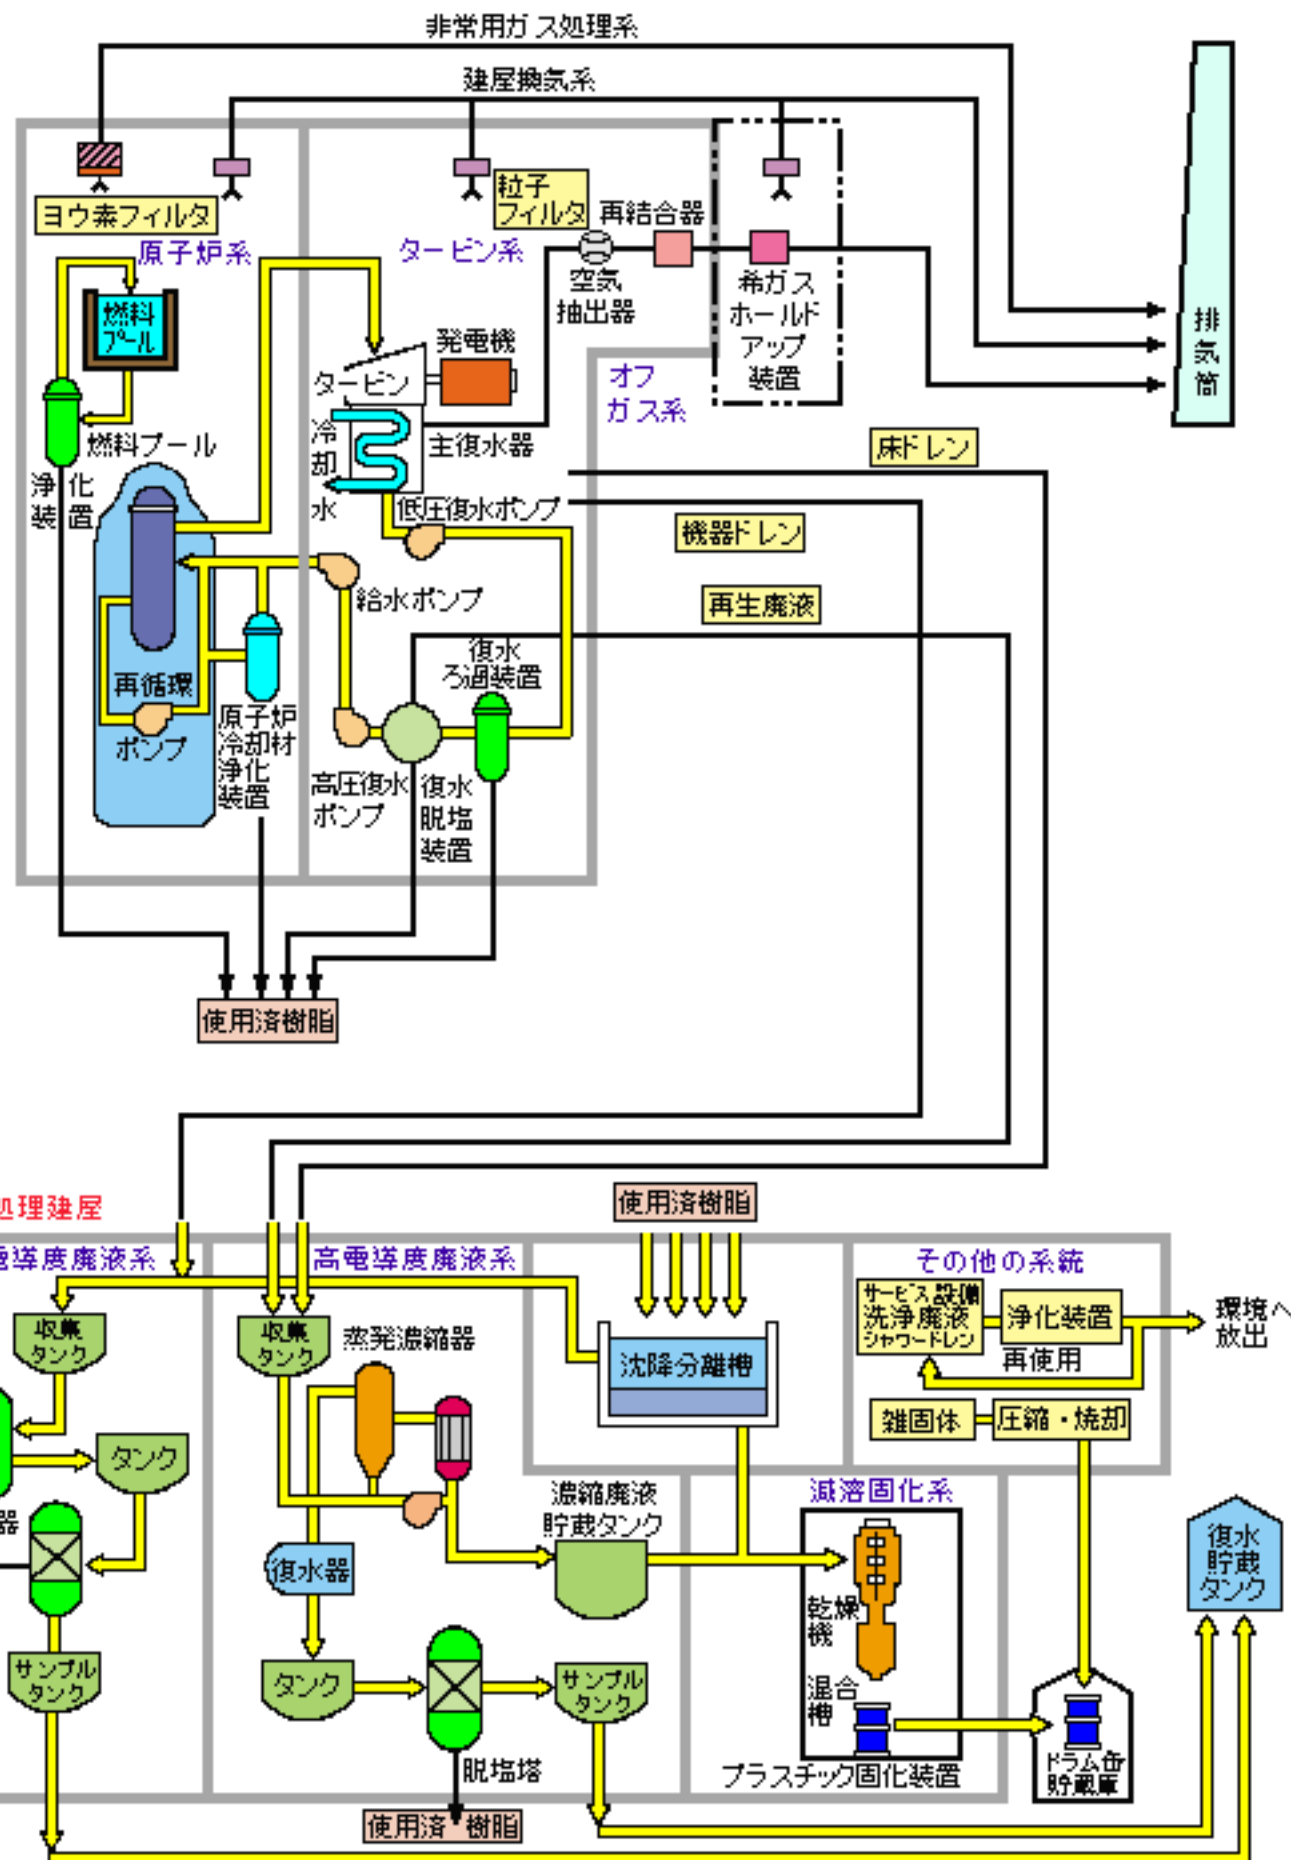 非常用ガス処理系
建屋換気系
ヨウ素フィルタ
粒子
フィルタ
再結合器
原子炉系
タービン系
空気
抽出器
希ガス
ホールド
アップ
装置
排
気
筒
燃料
プール
発電機
タービン
オフ
ガス系
冷
却
水
主復水器
燃料プール
浄化
装置
床ドレン
低圧復水ポンプ
機器ドレン
給水ポンプ
再生廃液
復水
ろ過装置
再循環
ポンプ
原子炉
冷却材
浄化
装置
高圧復水
ポンプ
復水
脱塩
装置
使用済樹脂
処理建屋
使用済樹脂
電導度廃液系
高電導度廃液系
その他の系統
収集
タンク
収集
タンク
蒸発濃縮器
沈降分離槽
サービス設備
洗浄廃液
シャワードレン
浄化装置
環境へ
放出
再使用
雑固体
圧縮・焼却
タンク
器
濃縮廃液
貯蔵タンク
減溶固化系
復水器
乾燥
機
復水
貯蔵
タンク
サンプル
タンク
タンク
サンプル
タンク
混合
槽
脱塩塔
プラスチック固化装置
ドラム缶
貯蔵庫
使用済樹脂